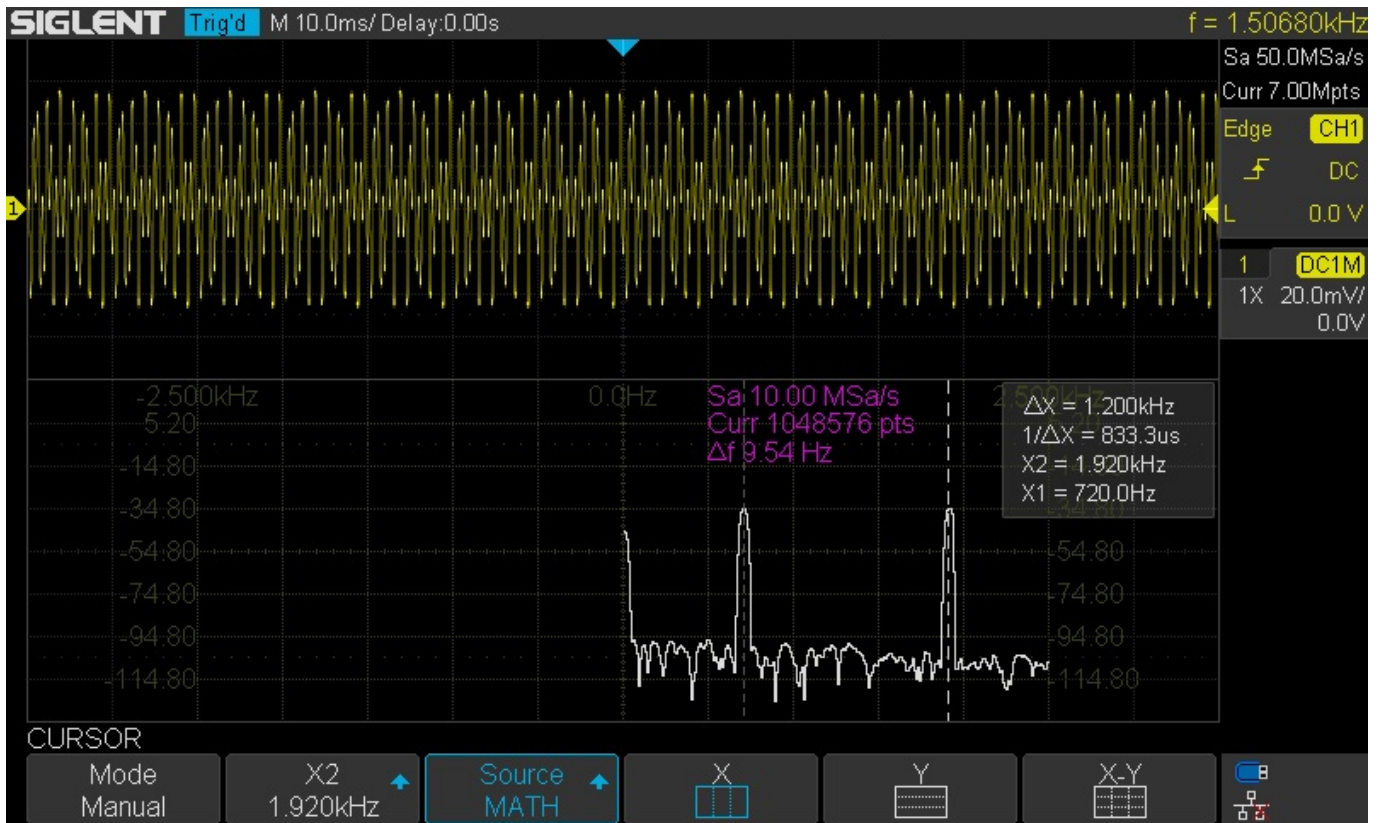 SIGLENT Trig'd M 10.0ms/ Delay:0.00s f = 1.50680kHz
Sa 50.0MSa/s
Curr 7.00Mpts
Edge CH1
DC
L 0.0 V
1
1 DC1M
1X 20.0mV/
0.0V
-2.500kHz 0.0Hz
5.20
-14.80
-34.80
-54.80
-74.80
-94.80
-114.80
Sa 10.00 MSa/s
Curr 1048576 pts
Δf 9.54 Hz
ΔX = 1.200kHz
1/ΔX = 833.3us
X2 = 1.920kHz
X1 = 720.0Hz
-34.80
-54.80
-74.80
-94.80
-114.80
CURSOR
Mode
Manual
X2
1.920kHz
Source
MATH
X
Y
X-Y